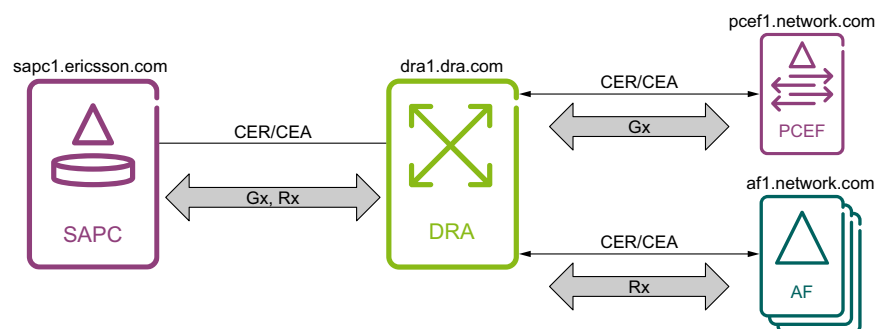 pcef1.network.com
sapc1.ericsson.com
dra1.dra.com
CER/CEA
Gx
PCEF
CER/CEA
Gx, Rx
SAPC
DRA
af1.network.com
CER/CEA
Rx
AF